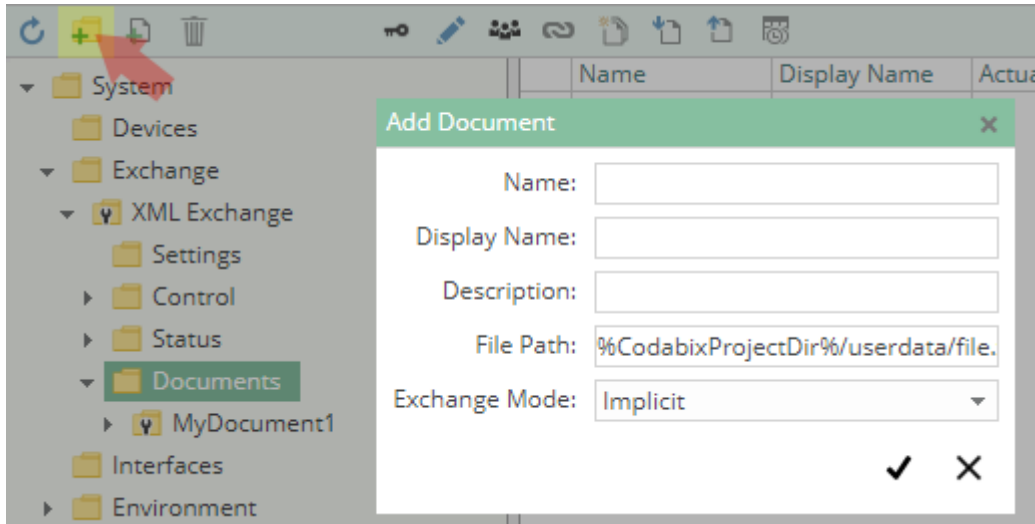 Name
Display Name
Actua
System
Devices
Exchange
XML Exchange
Settings
Control
Status
Documents
MyDocument1
Interfaces
Environment
Add Document
Name:
Display Name:
Description:
File Path: %CodabixProjectDir%/userdata/file.
Exchange Mode: Implicit